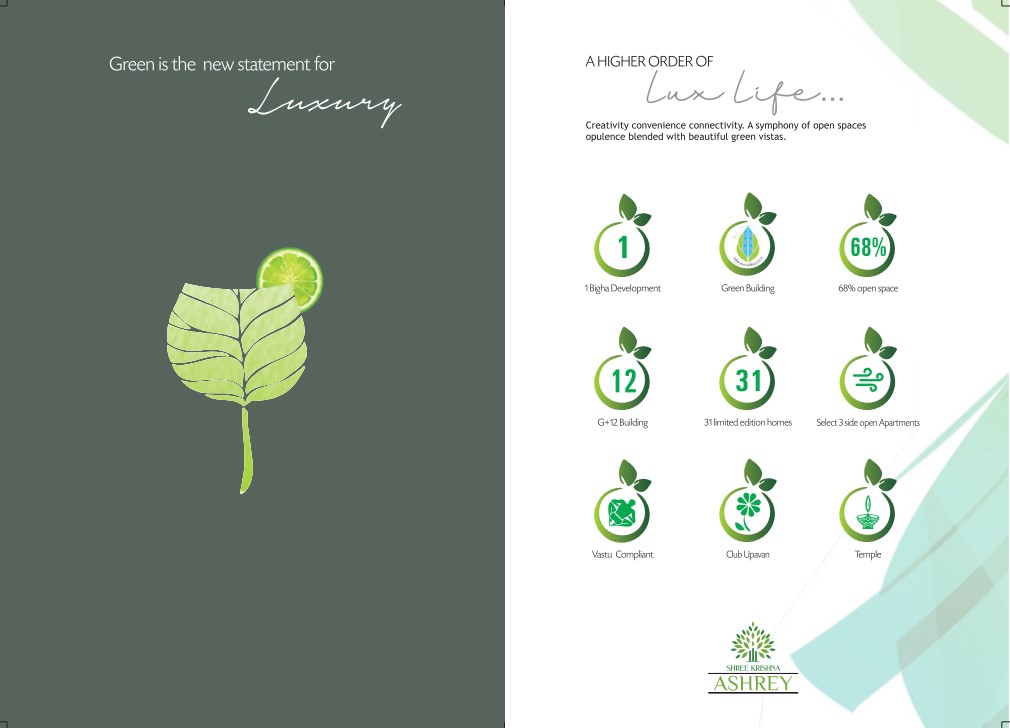 Green is the new statement for
Luxury
A HIGHER ORDER OF
Lux Life...
Creativity convenience connectivity. A symphony of open spaces
opulence blended with beautiful green vistas.
1
1 Bigha Development
Green Building
68%
68% open space
12
G+12 Building
31
31 limited edition homes
Select 3 side open Apartments
Vastu Compliant
Club Upavan
Temple
SHREE KRISHNA
ASHREY